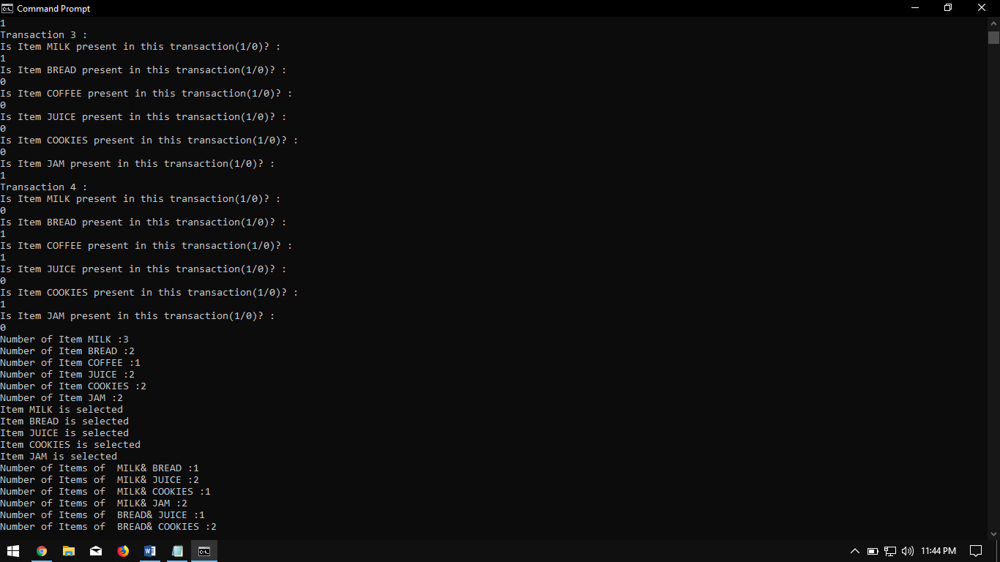 Command Prompt
1
Transaction 3 :
Is Item MILK present in this transaction(1/0)? :
1
Is Item BREAD present in this transaction(1/0)? :
0
Is Item COFFEE present in this transaction(1/0)? :
0
Is Item JUICE present in this transaction(1/0)? :
0
Is Item COOKIES present in this transaction(1/0)? :
0
Is Item JAM present in this transaction(1/0)? :
1
Transaction 4 :
Is Item MILK present in this transaction(1/0)? :
0
Is Item BREAD present in this transaction(1/0)? :
1
Is Item COFFEE present in this transaction(1/0)? :
1
Is Item JUICE present in this transaction(1/0)? :
0
Is Item COOKIES present in this transaction(1/0)? :
1
Is Item JAM present in this transaction(1/0)? :
0
Number of Item MILK :3
Number of Item BREAD :2
Number of Item COFFEE :1
Number of Item JUICE :2
Number of Item COOKIES :2
Number of Item JAM :2
Item MILK is selected
Item BREAD is selected
Item JUICE is selected
Item COOKIES is selected
Item JAM is selected
Number of Items of  MILK& BREAD :1
Number of Items of  MILK& JUICE :2
Number of Items of  MILK& COOKIES :1
Number of Items of  MILK& JAM :2
Number of Items of  BREAD& JUICE :1
Number of Items of  BREAD& COOKIES :2
11:44 PM